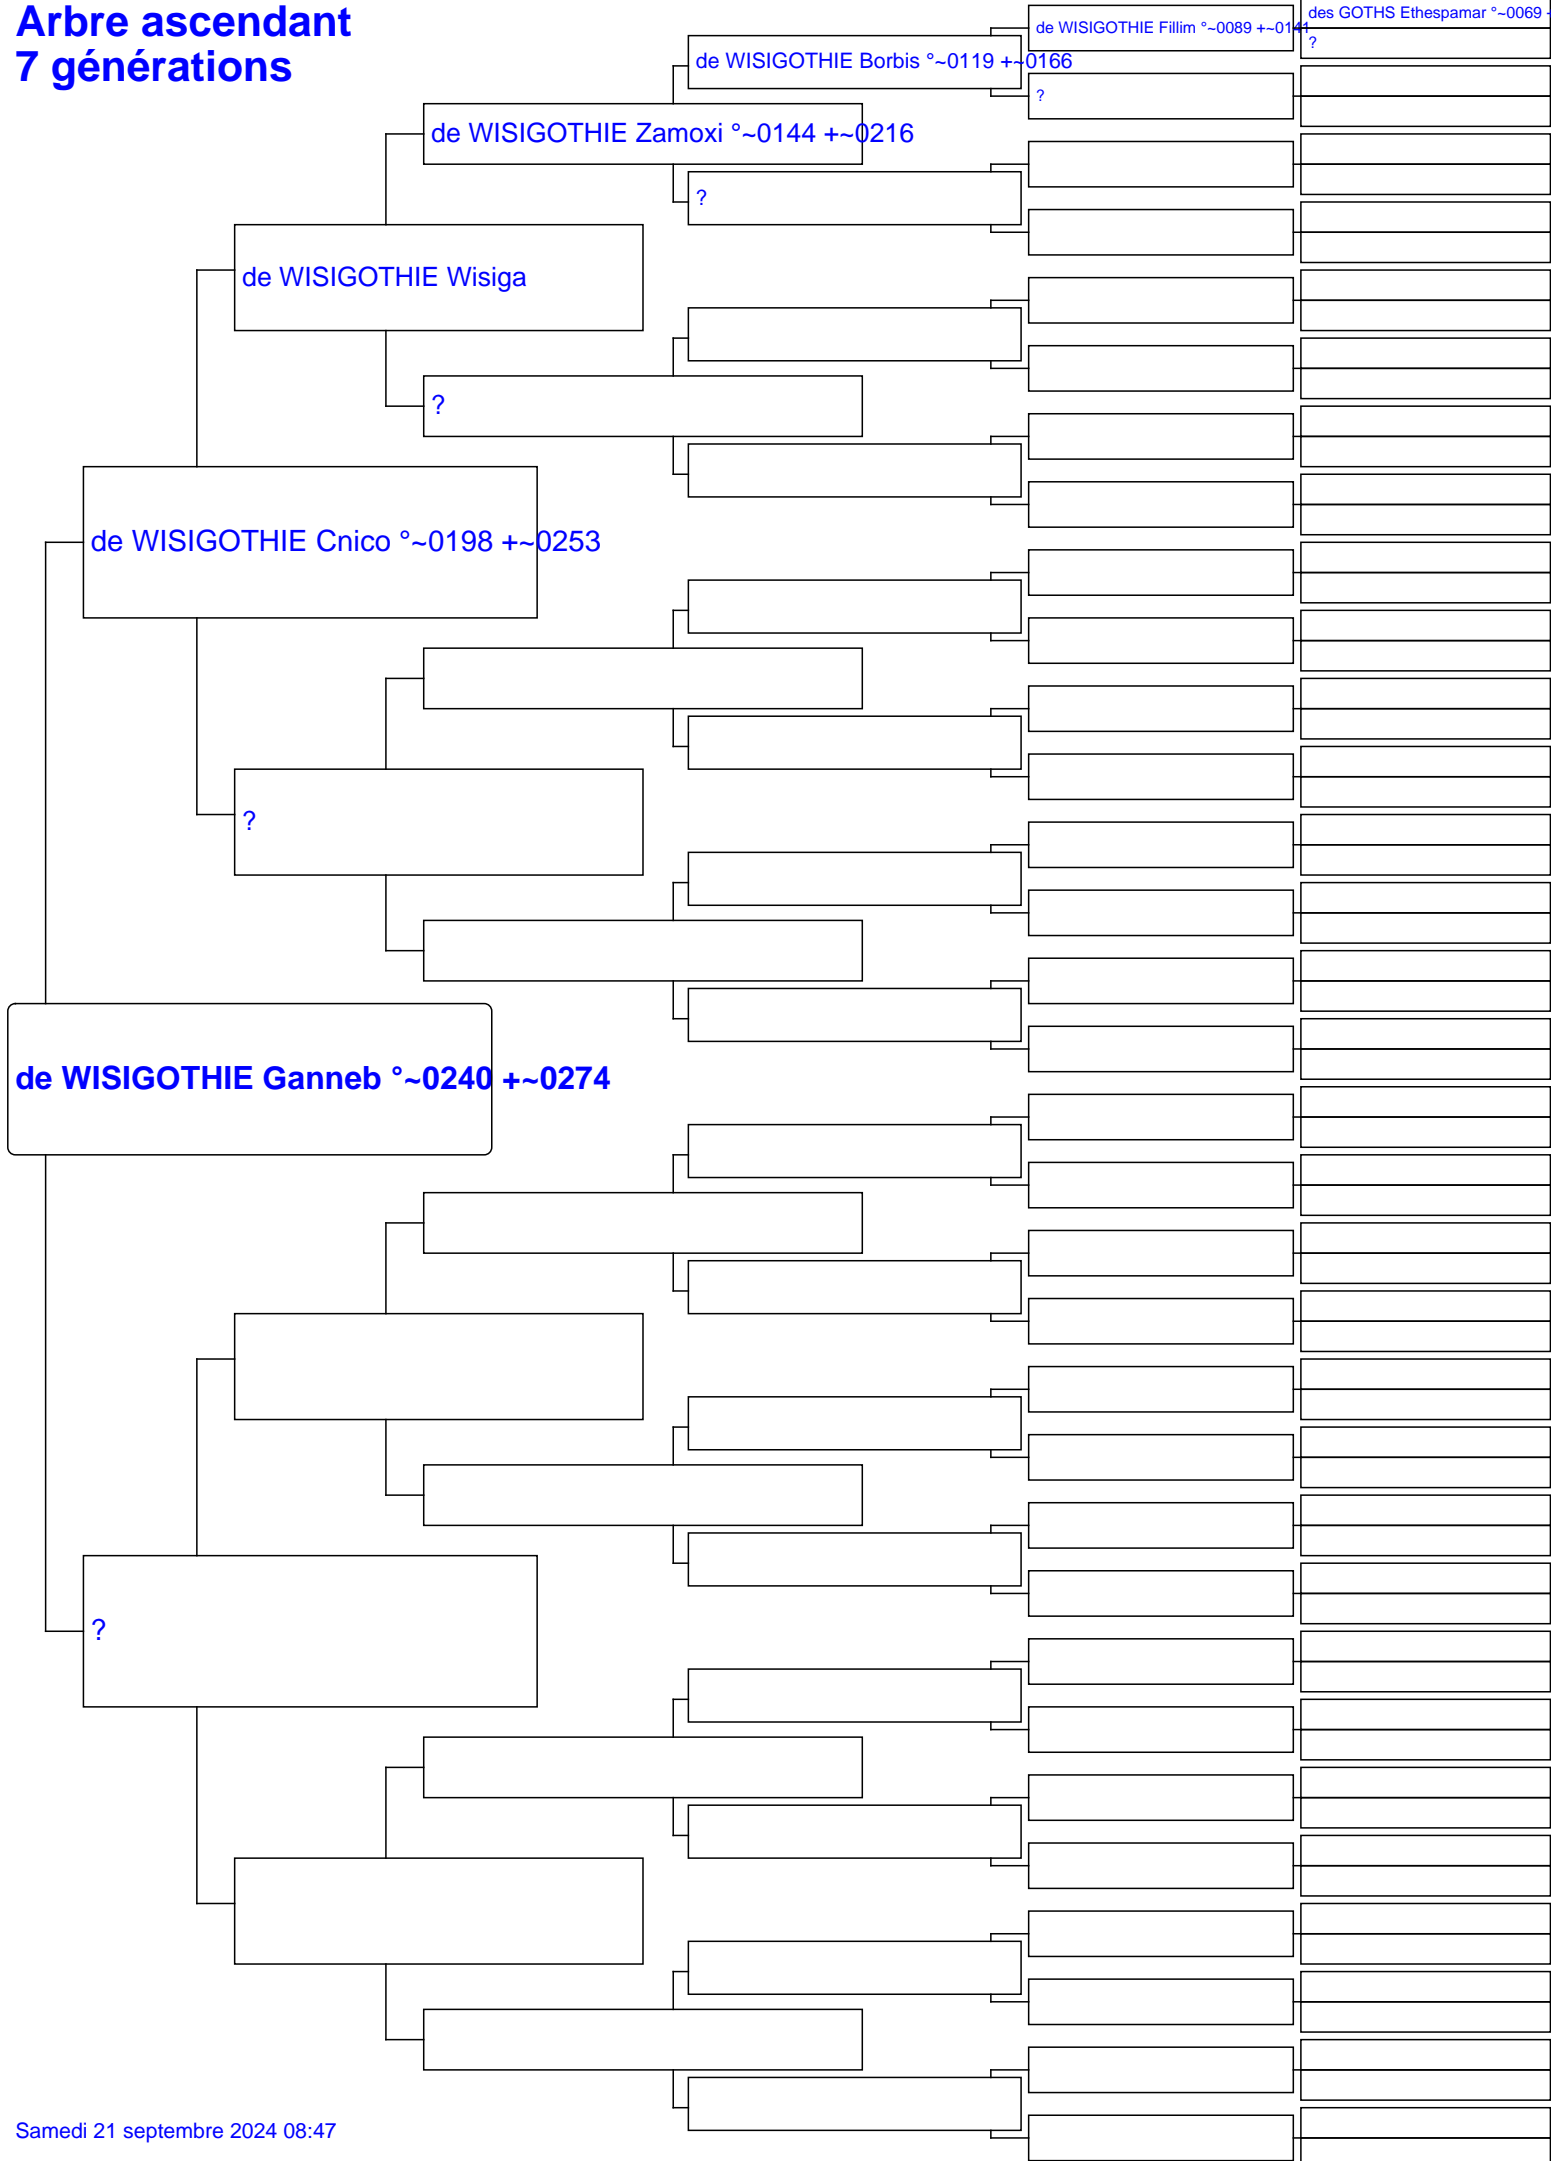 Arbre ascendant
7 générations
des GOTHS Ethespamar °~0069
de WISIGOTHIE Fillim °~0089 +~0141
?
de WISIGOTHIE Borbis °~0119 +~0166
?
de WISIGOTHIE Zamoxi °~0144 +~0216
?
de WISIGOTHIE Wisiga
?
de WISIGOTHIE Cnico °~0198 +~0253
?
de WISIGOTHIE Ganneb °~0240 +~0274
?
Samedi 21 septembre 2024 08:47